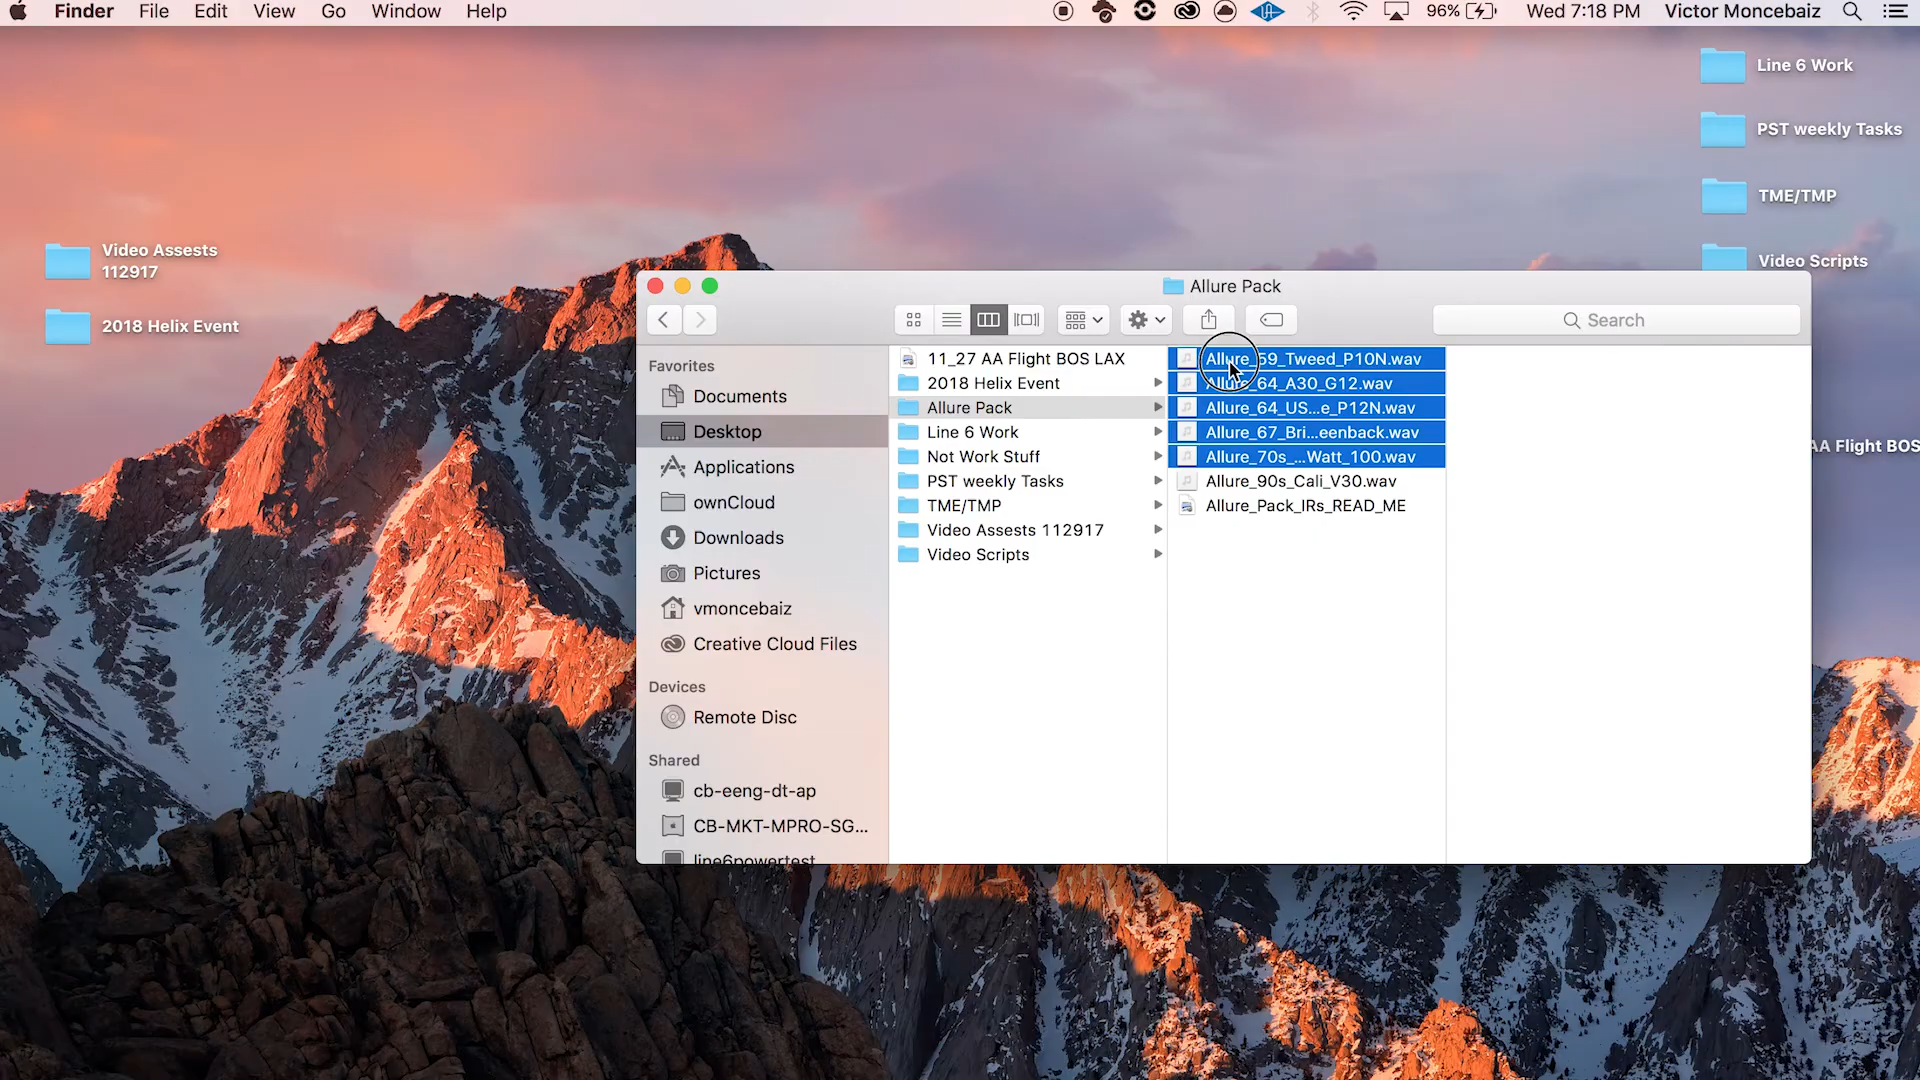 Finder File Edit View Go Window Help 96% Wed 7:18 PM Victor Moncebaiz
Line 6 Work
PST weekly Tasks
TME/TMP
Video Scripts
AA Flight BOS
Video Assests
112917
2018 Helix Event
Allure Pack
Search
Favorites
Documents
Desktop
Applications
ownCloud
Downloads
Pictures
vmoncebaiz
Creative Cloud Files
Devices
Remote Disc
Shared
cb-eeng-dt-ap
CB-MKT-MPRO-SG...
line6powertest
11_27 AA Flight BOS LAX
2018 Helix Event
Allure Pack
Line 6 Work
Not Work Stuff
PST weekly Tasks
TME/TMP
Video Assests 112917
Video Scripts
Allure_59_Tweed_P10N.wav
Allure_64_A30_G12.wav
Allure_64_US...e_P12N.wav
Allure_67_Bri...eenback.wav
Allure_70s_...Watt_100.wav
Allure_90s_Cali_V30.wav
Allure_Pack_IRs_READ_ME